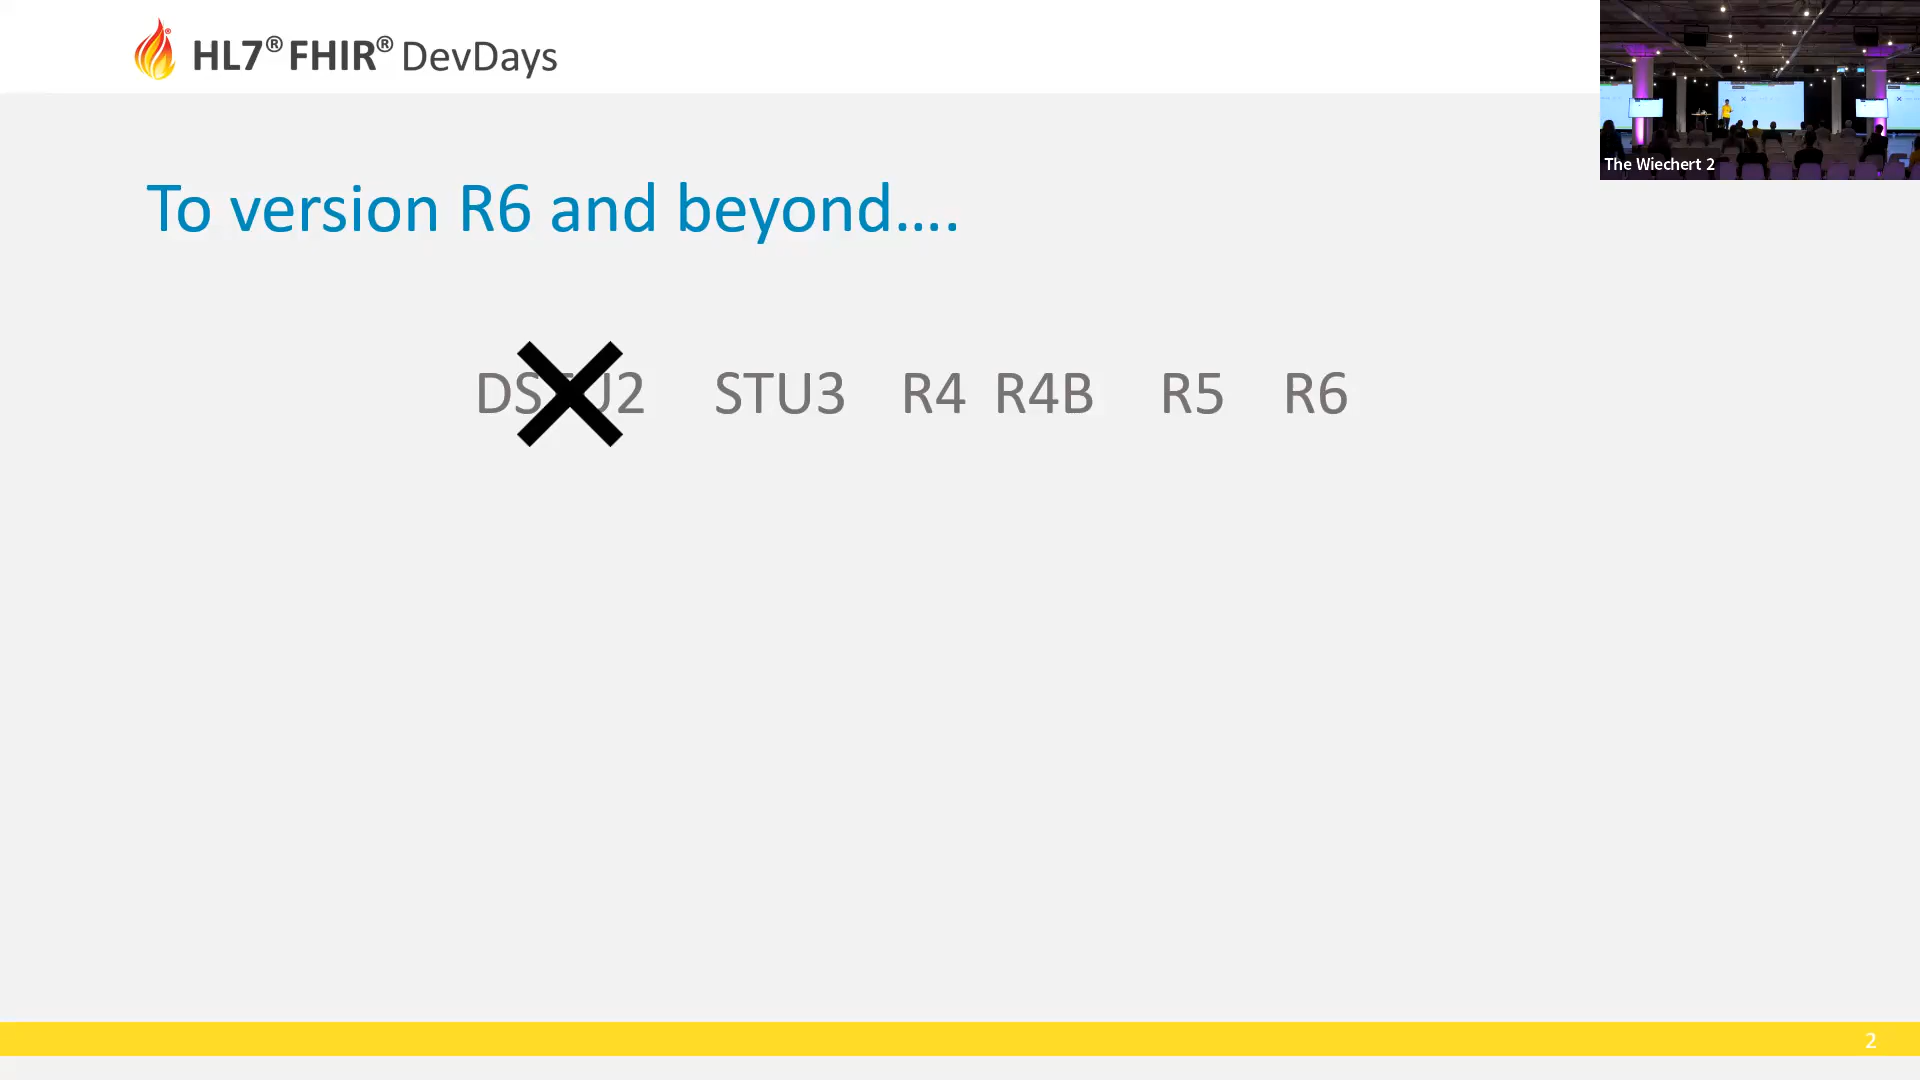 HL7® FHIR® DevDays
The Wiechert 2
To version R6 and beyond....
DSTU2 STU3 R4 R4B R5 R6
2